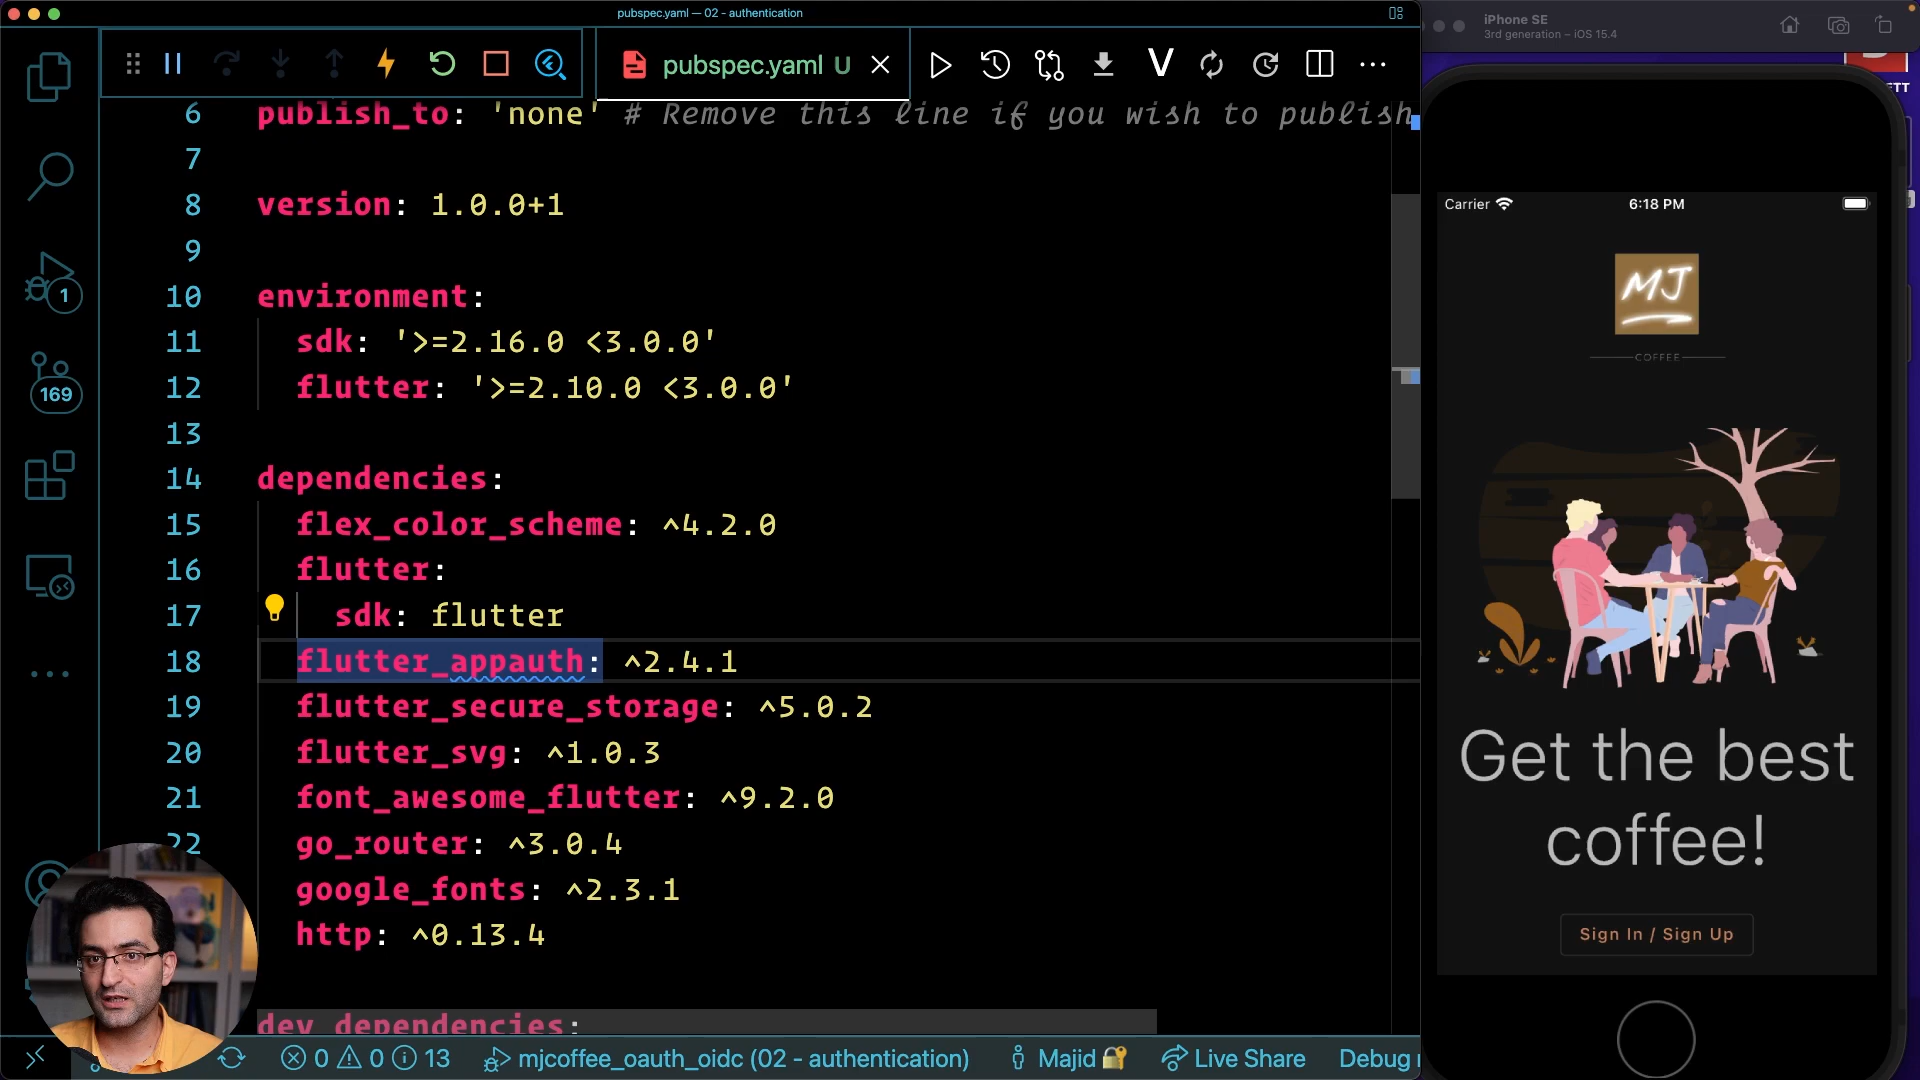 pubspec.yaml — 02 - authentication
iPhone SE
3rd generation – iOS 15.4
pubspec.yaml U
6 publish_to: 'none' # Remove this line if you wish to publish
7
8 version: 1.0.0+1
9
10 environment:
11 sdk: '>=2.16.0 <3.0.0'
12 flutter: '>=2.10.0 <3.0.0'
13
14 dependencies:
15 flex_color_scheme: ^4.2.0
16 flutter:
17 sdk: flutter
18 flutter_appauth: ^2.4.1
19 flutter_secure_storage: ^5.0.2
20 flutter_svg: ^1.0.3
21 font_awesome_flutter: ^9.2.0
22 go_router: ^3.0.4
google_fonts: ^2.3.1
http: ^0.13.4
dev_dependencies:
1
169
0 0 13 mjcoffee_oauth_oidc (02 - authentication) Majid Live Share Debug
Carrier 6:18 PM
MJ
COFFEE
Get the best
coffee!
Sign In / Sign Up